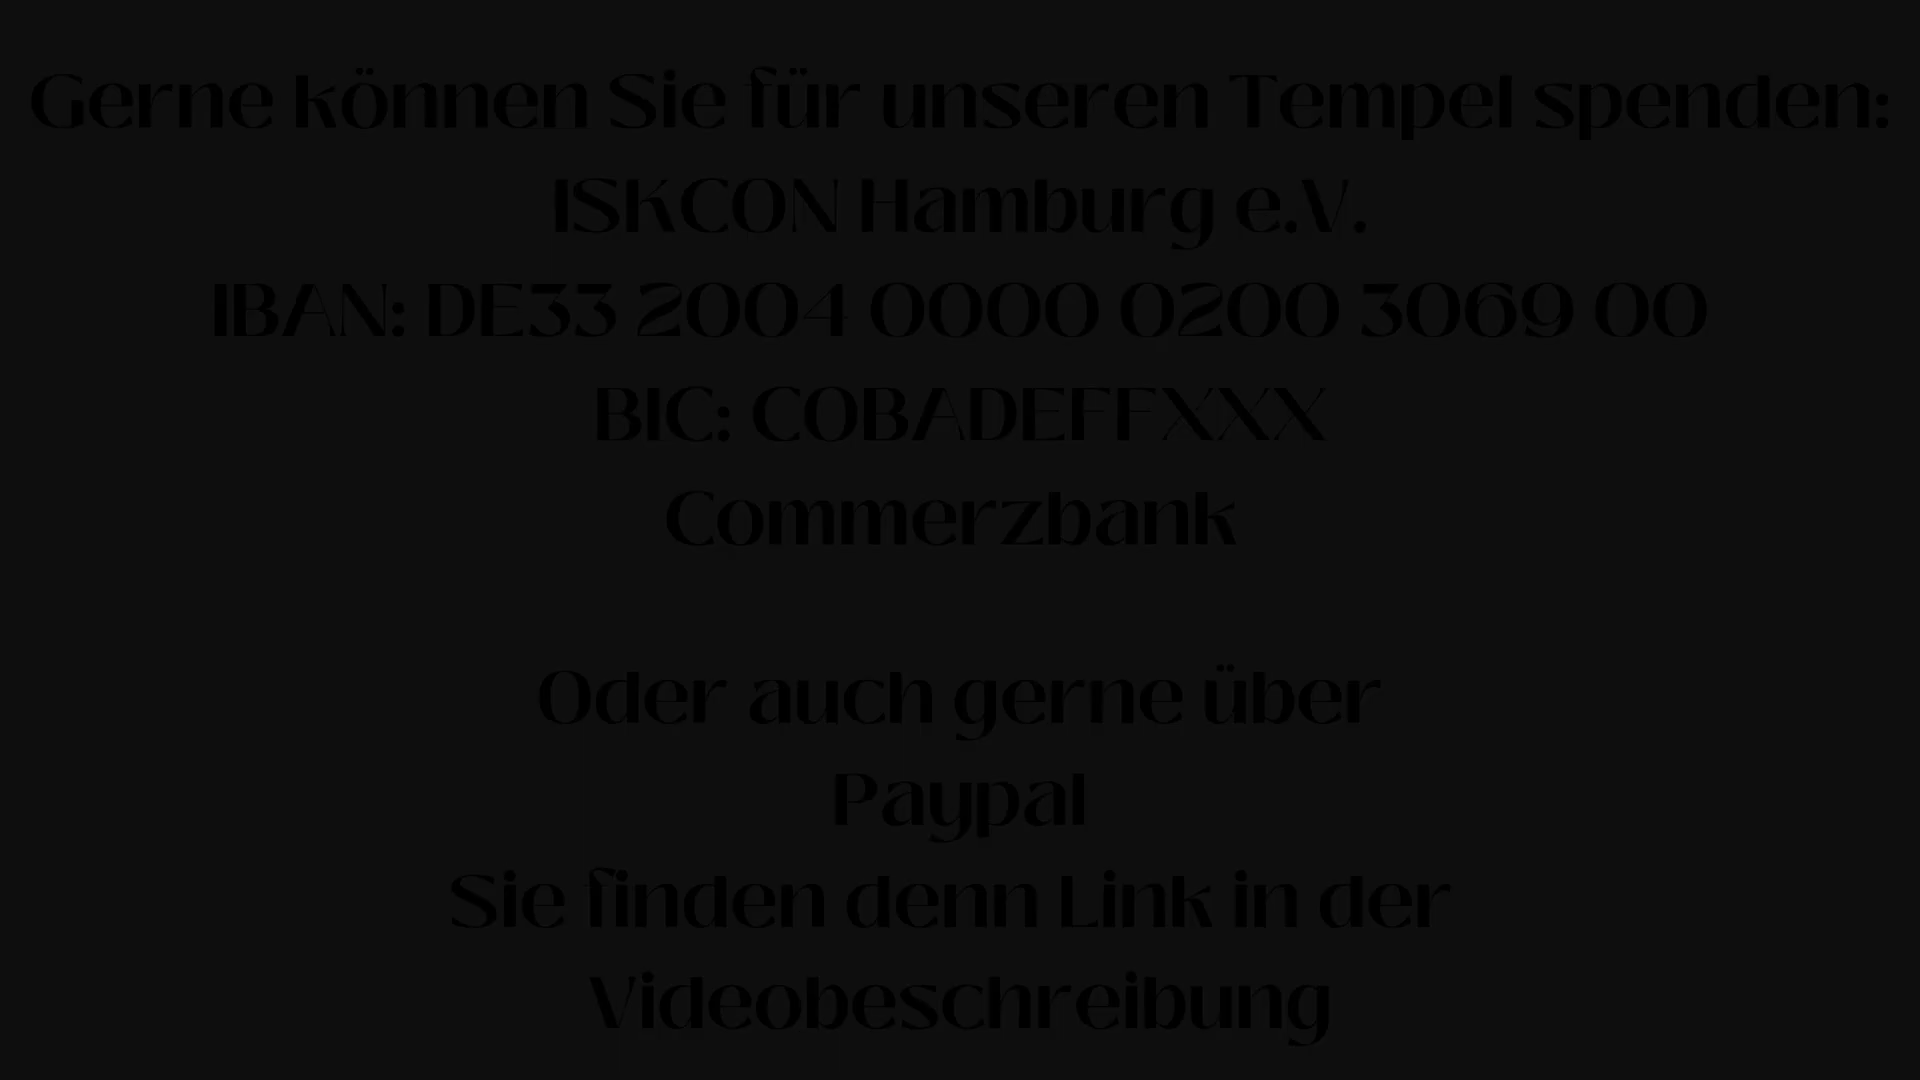 Gerne können Sie für unseren Tempel spenden:
ISKCON Hamburg e.V.
IBAN: DE33 2004 0000 0200 3069 00
BIC: COBADEFFXXX
Commerzbank
Oder auch gerne über
Paypal
Sie finden denn Link in der
Videobeschreibung